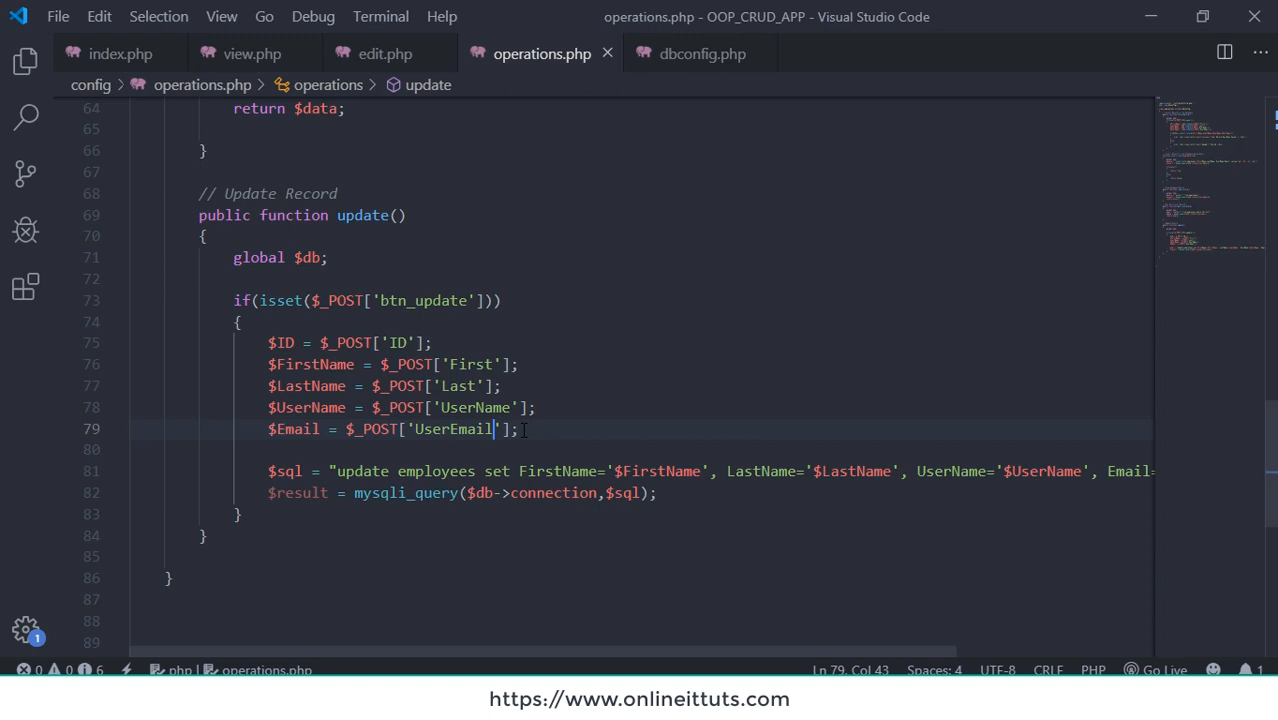 File Edit Selection View Go Debug Terminal Help operations.php - OOP_CRUD_APP - Visual Studio Code
index.php view.php edit.php operations.php dbconfig.php
config operations.php operations update
64 return $data;
65
66 }
67
68 // Update Record
69 public function update()
70 {
71 global $db;
72
73 if(isset($_POST['btn_update']))
74 {
75 $ID = $_POST['ID'];
76 $FirstName = $_POST['First'];
77 $LastName = $_POST['Last'];
78 $UserName = $_POST['UserName'];
79 $Email = $_POST['UserEmail'];
80
81 $sql = "update employees set FirstName='$FirstName', LastName='$LastName', UserName='$UserName', Email=
82 $result = mysqli_query($db->connection,$sql);
83 }
84 }
85
86 }
87
88
89
1
0 0 6 php operations.php Ln 79, Col 43 Spaces: 4 UTF-8 CRLF PHP Go Live 1
https://www.onlineittuts.com